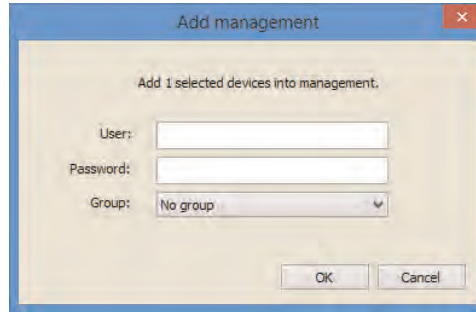 Add management
Add 1 selected devices into management.
User:
Password:
Group: No group
OK Cancel